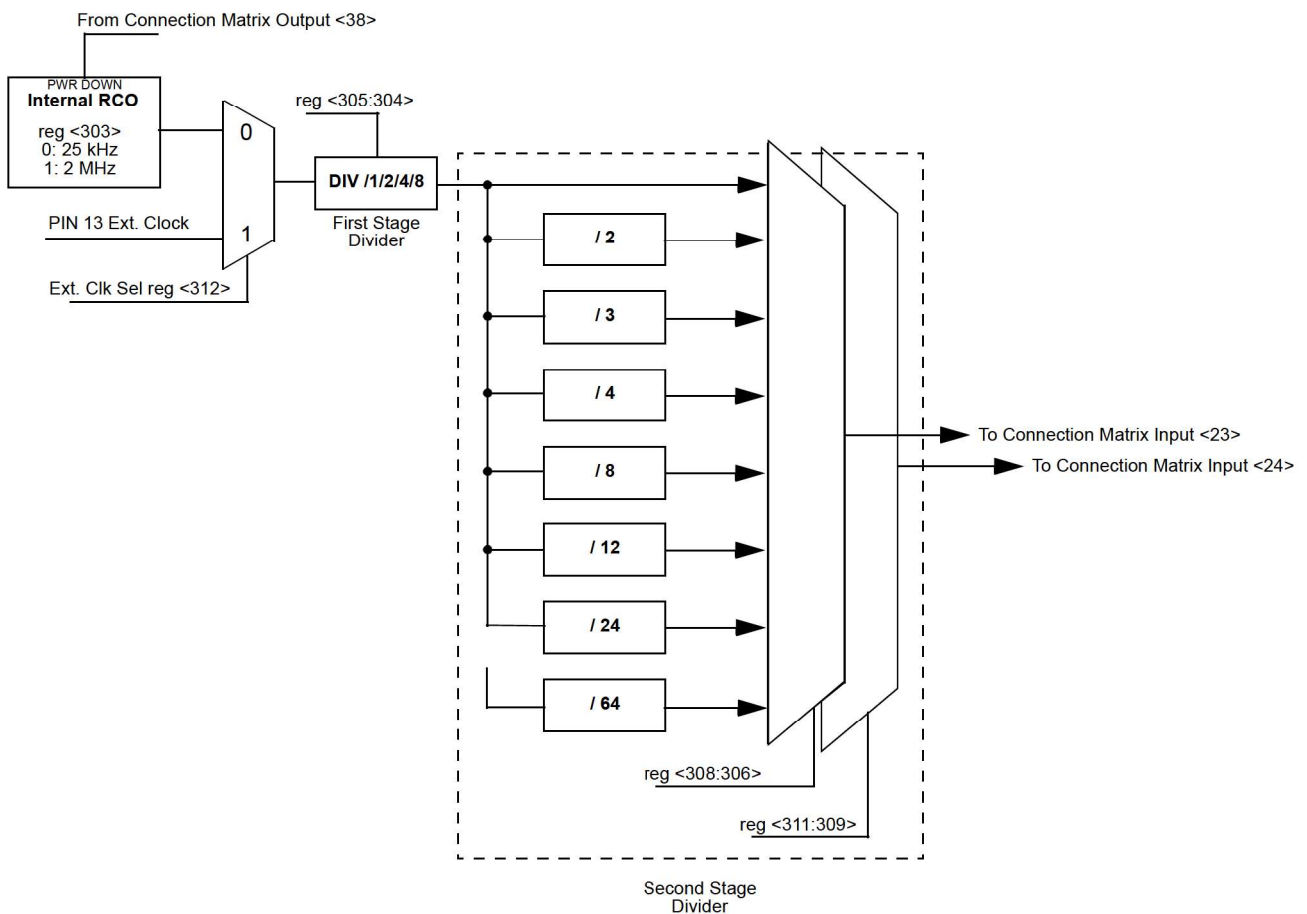 From Connection Matrix Output <38>
PWR DOWN
Internal RCO
reg <303>
0: 25 kHz
1: 2 MHz
0
PIN 13 Ext. Clock
1
Ext. Clk Sel reg <312>
reg <305:304>
DIV /1/2/4/8
First Stage
Divider
/ 2
/ 3
/ 4
/ 8
/ 12
/ 24
/ 64
To Connection Matrix Input <23>
To Connection Matrix Input <24>
reg <308:306>
reg <311:309>
Second Stage
Divider